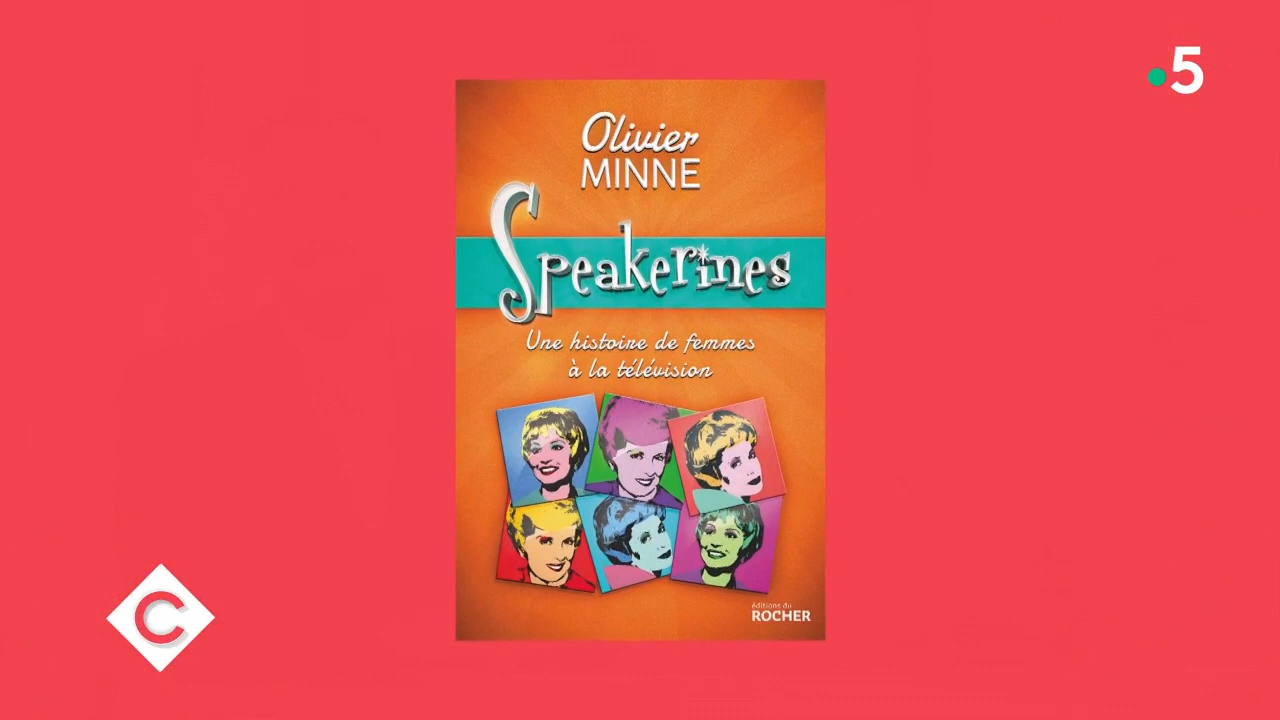 5
Olivier
MINNE
Speakerines
Une histoire de femmes
à la télévision
éditions du
ROCHER
C